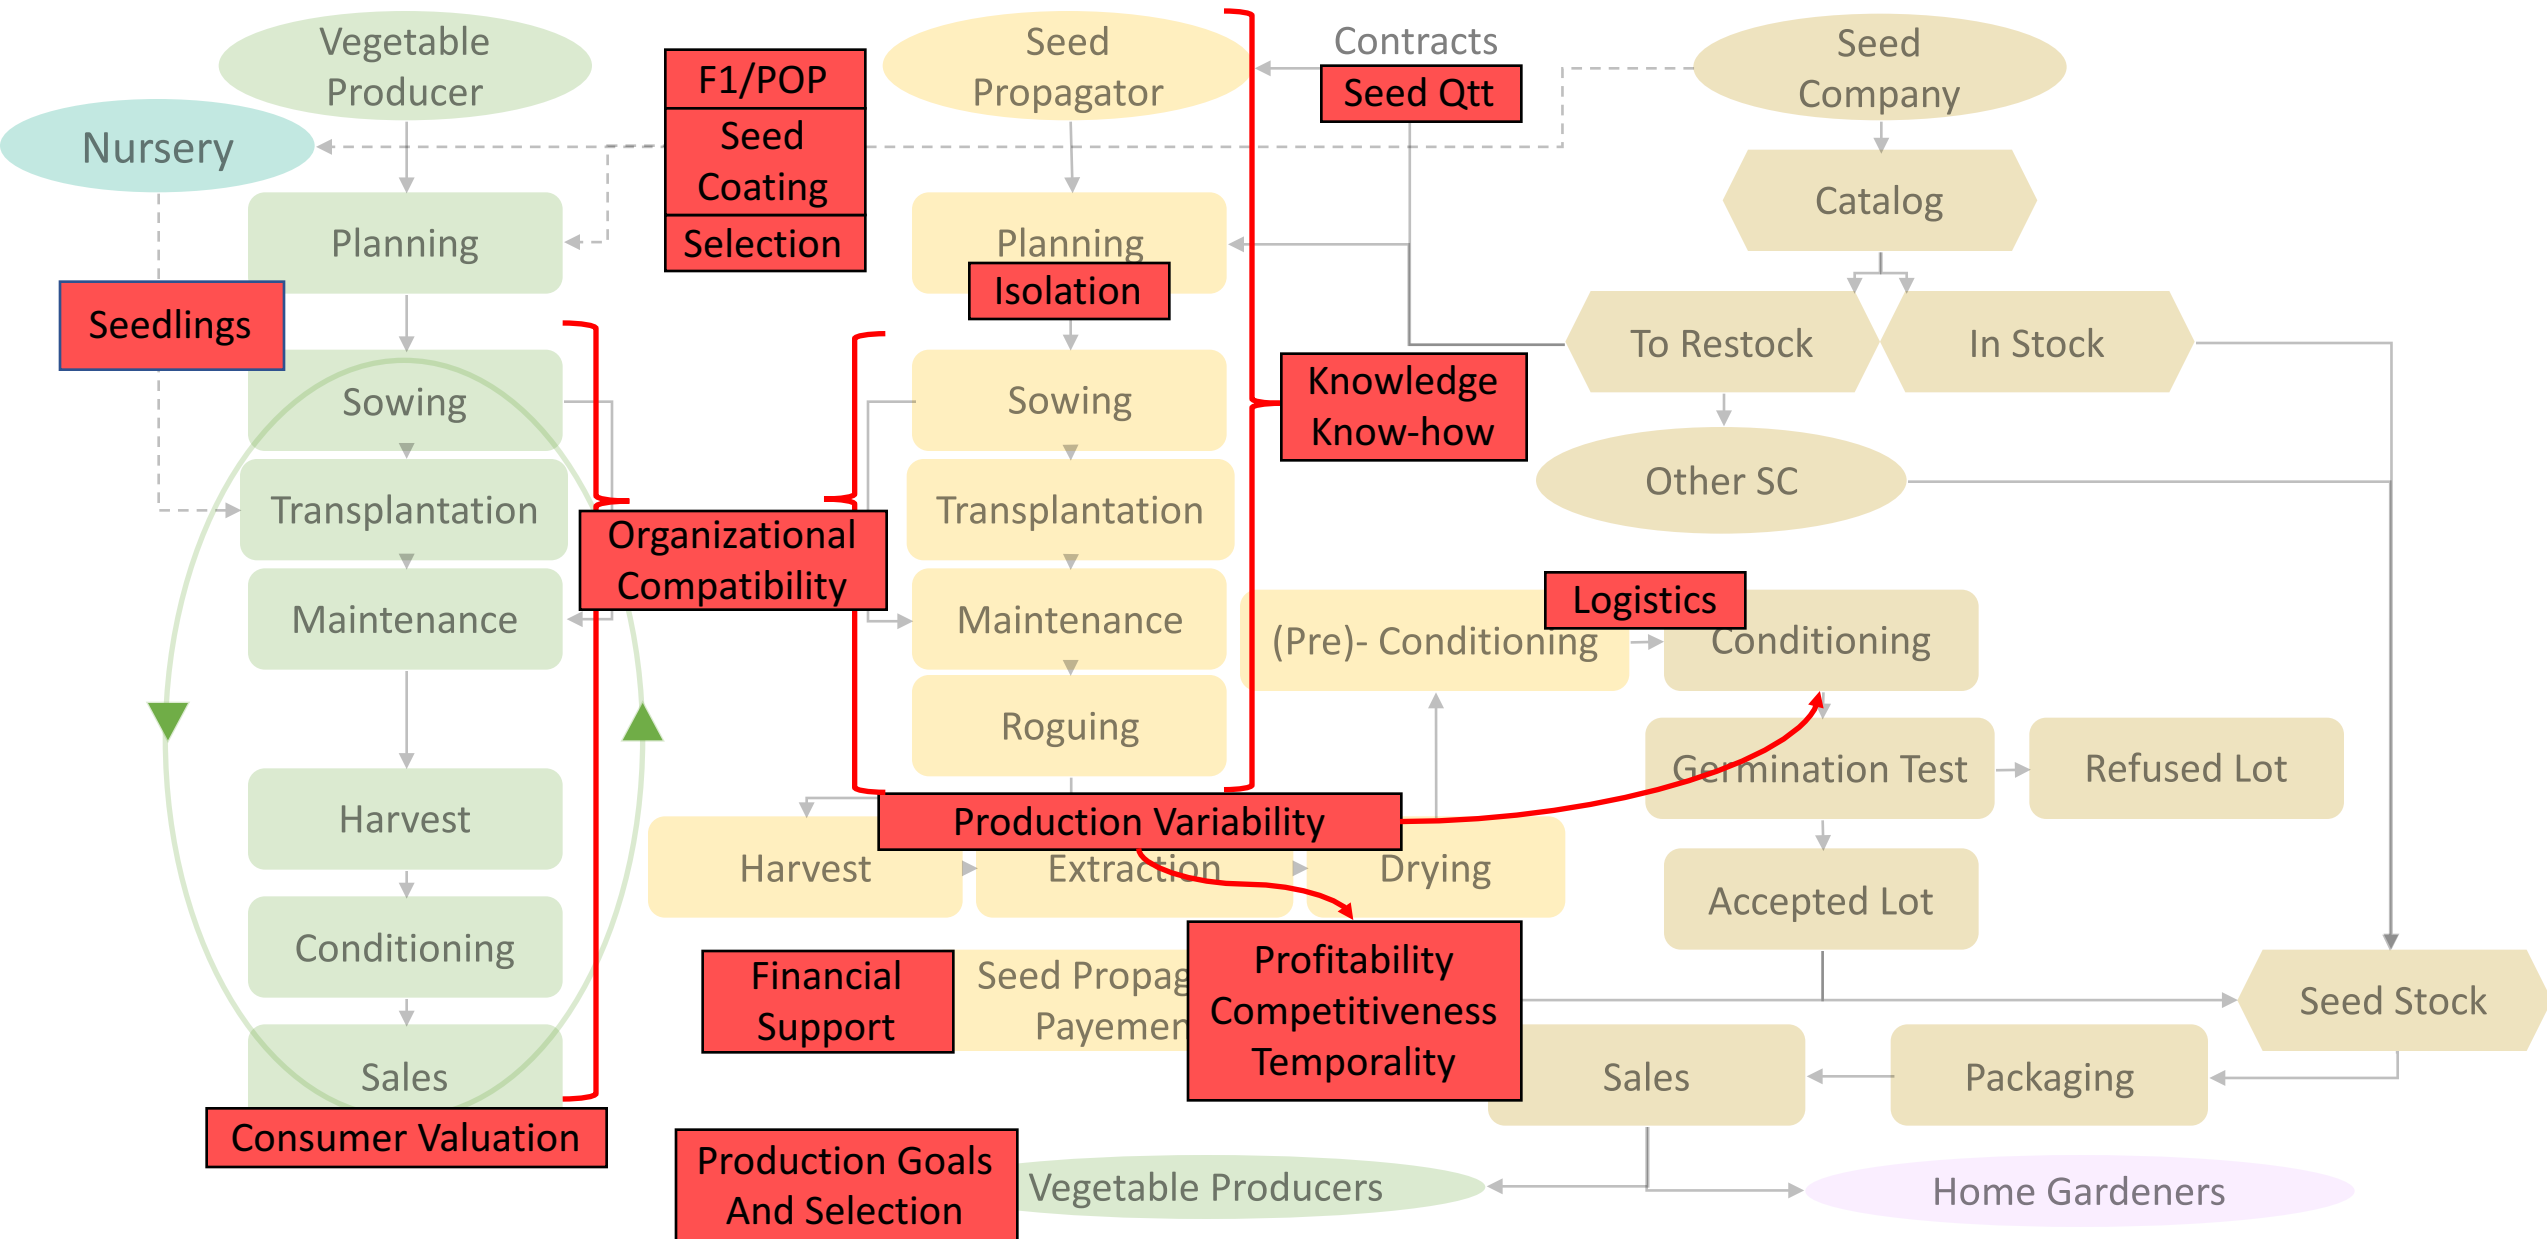 Vegetable
Producer
Nursery
Planning
Seedlings
Sowing
Transplantation
Maintenance
Harvest
Conditioning
Sales
Consumer Valuation
F1/POP
Seed
Coating
Selection
Organizational
Compatibility
Seed
Propagator
Planning
Isolation
Sowing
Transplantation
Maintenance
Roguing
Production Variability
Harvest
Extraction
Drying
(Pre)- Conditioning
Financial
Support
Seed Propag
Payemen
Profitability
Competitiveness
Temporality
Contracts
Seed Qtt
Knowledge
Know-how
Seed
Company
Catalog
To Restock
In Stock
Other SC
Logistics
Conditioning
Germination Test
Refused Lot
Accepted Lot
Seed Stock
Packaging
Sales
Production Goals
And Selection
Vegetable Producers
Home Gardeners